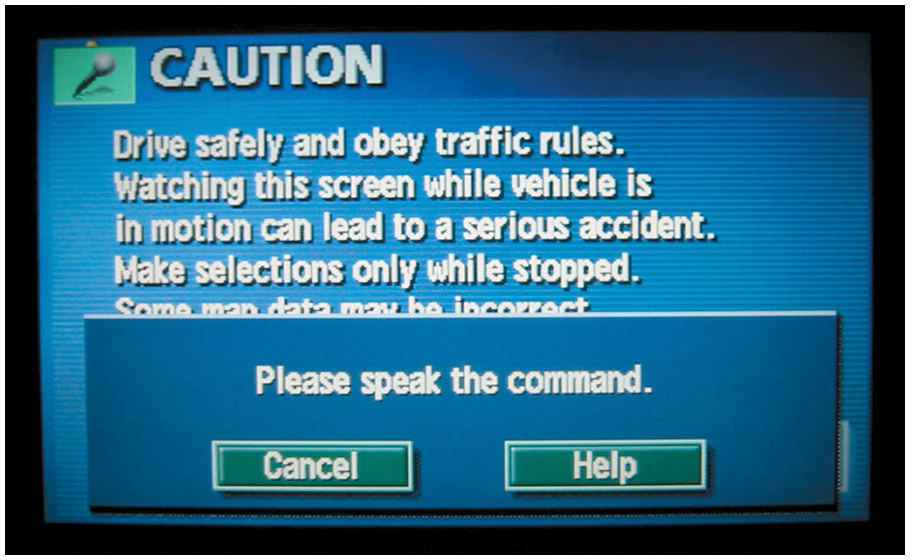 CAUTION
Drive safely and obey traffic rules.
Watching this screen while vehicle is
in motion can lead to a serious accident.
Make selections only while stopped.
Some map data may be incorrect
Please speak the command.
Cancel
Help